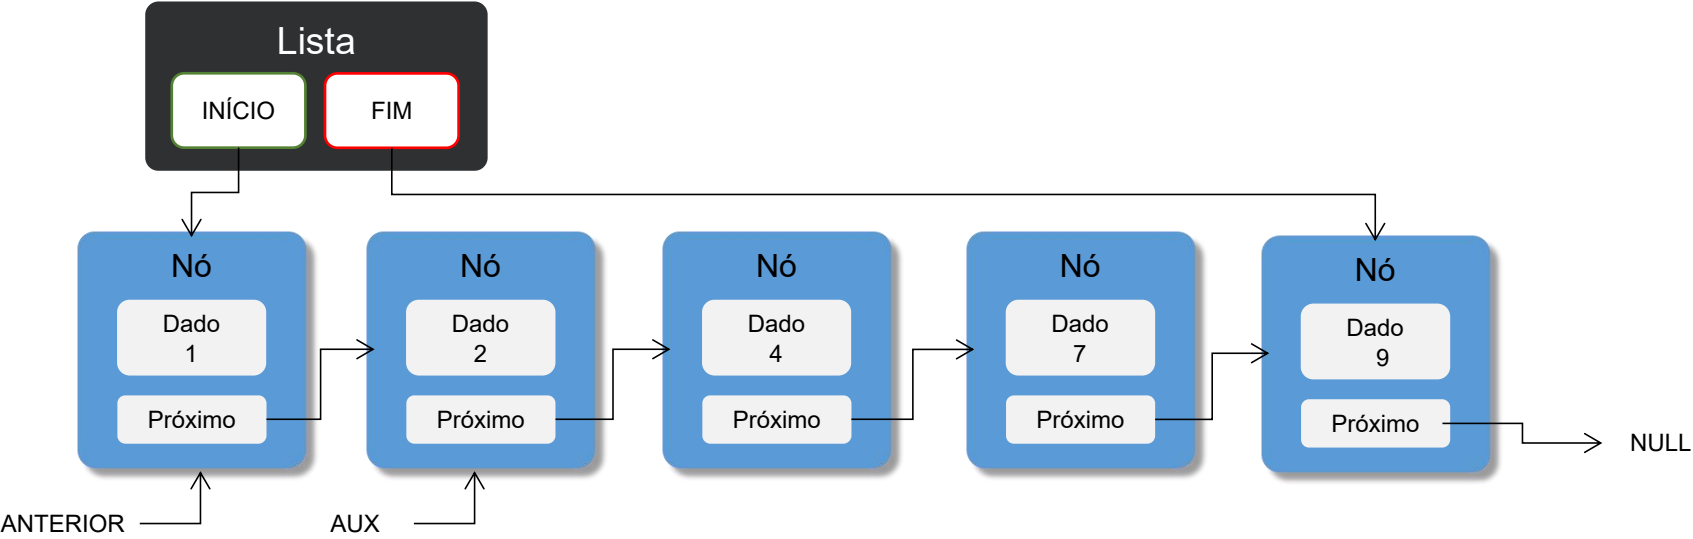 Lista
INÍCIO
FIM
Nó
Dado
1
Próximo
Nó
Dado
2
Próximo
Nó
Dado
4
Próximo
Nó
Dado
7
Próximo
Nó
Dado
9
Próximo
NULL
ANTERIOR
AUX